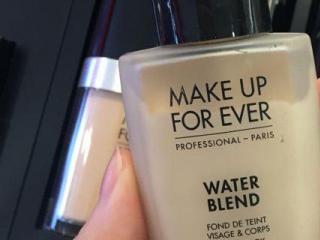 MAKE UP
FOR EVER
PROFESSIONAL – PARIS
WATER
BLEND
FOND DE TEINT
VISAGE & CORPS